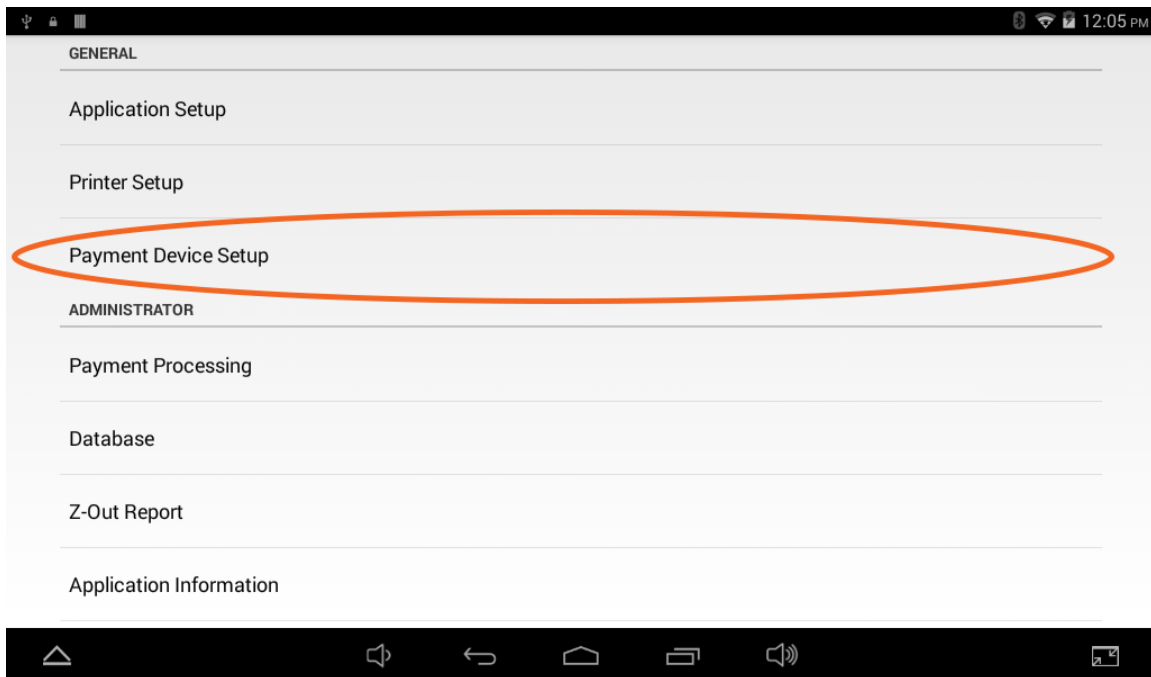 12:05 PM
GENERAL
Application Setup
Printer Setup
Payment Device Setup
ADMINISTRATOR
Payment Processing
Database
Z-Out Report
Application Information